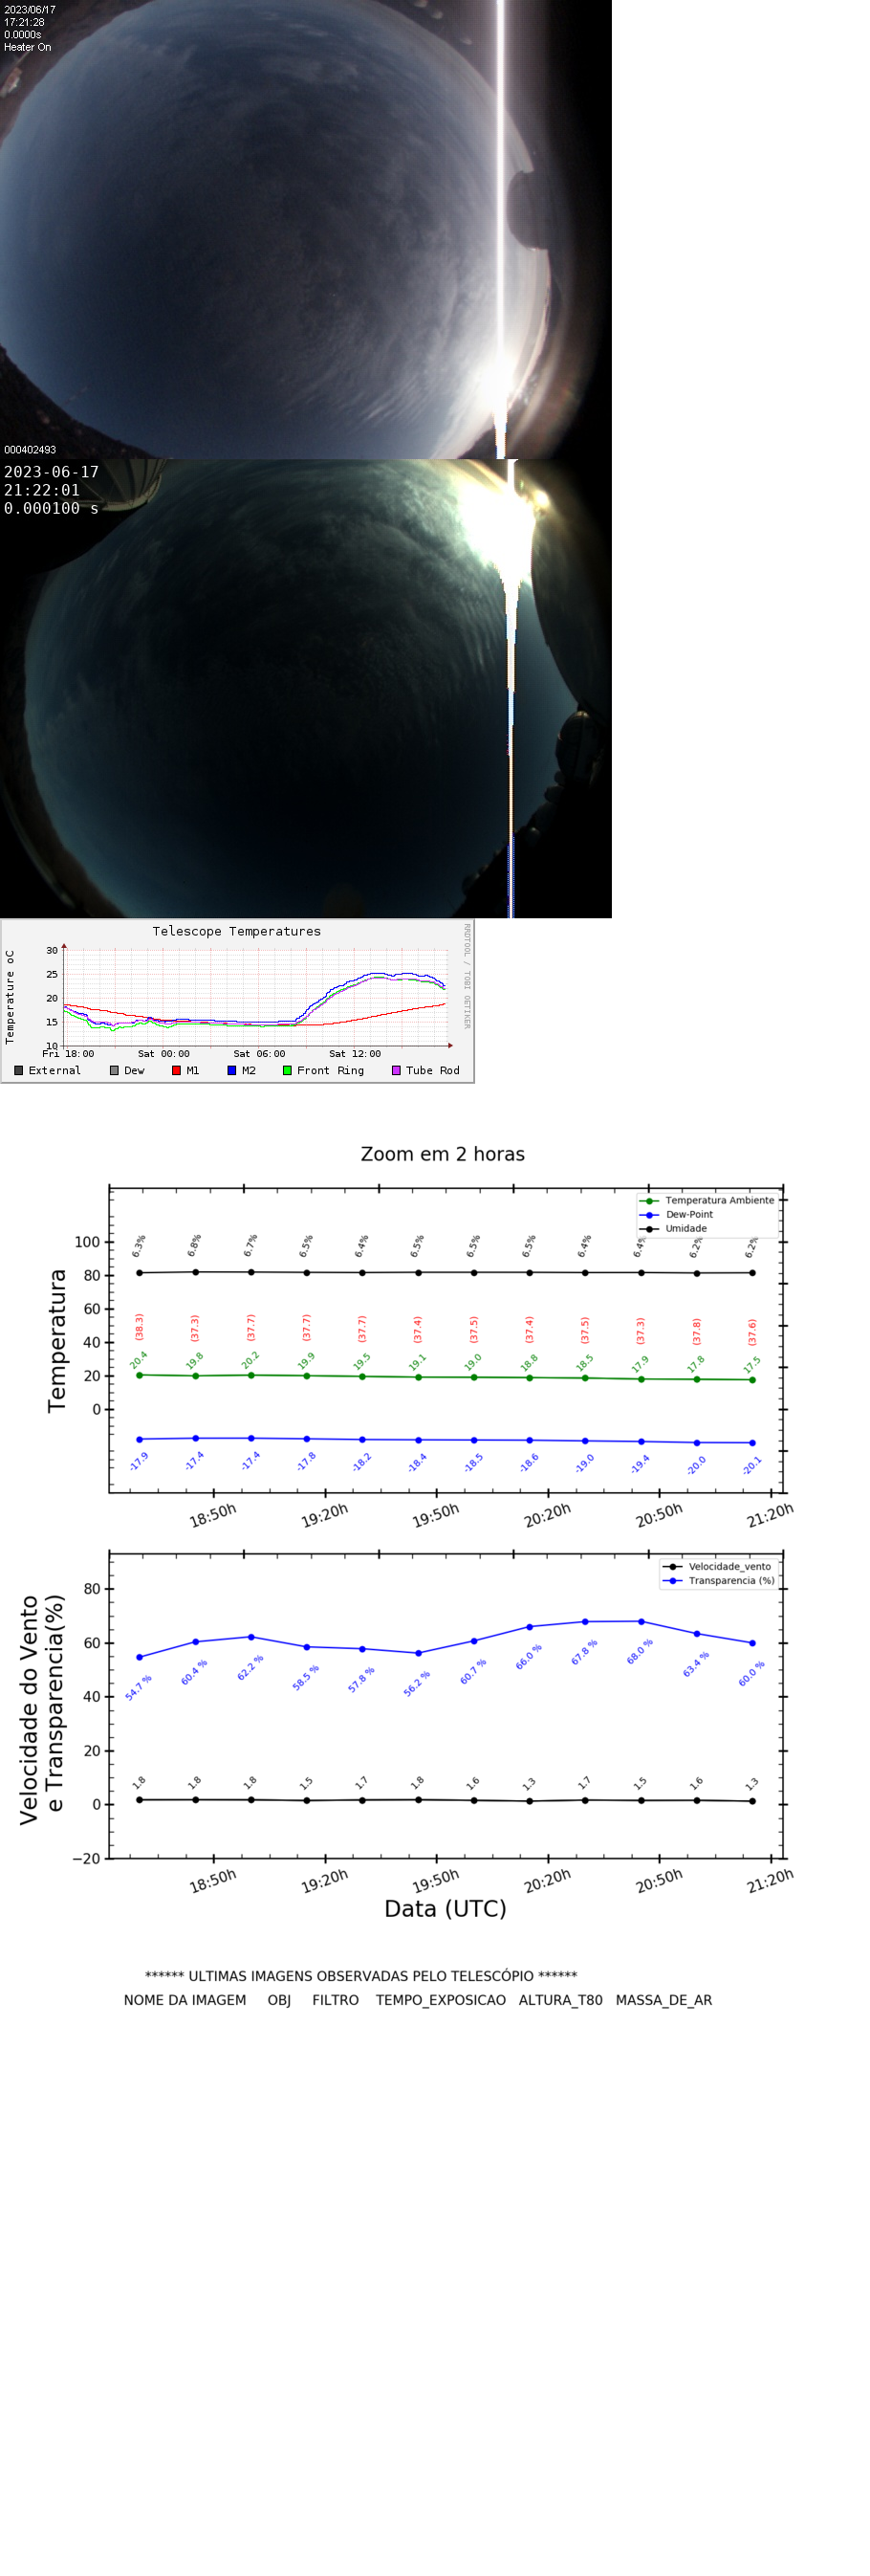 2023/06/17
17:21:28
0.0000s
Heater On
000402493
2023-06-17
21:22:01
0.000100 s
Telescope Temperatures
RRDTOOL / TOBI OETIKER
Temperature oC
30
25
20
15
10
Fri 18:00 Sat 00:00 Sat 06:00 Sat 12:00
External Dew M1 M2 Front Ring Tube Rod
Zoom em 2 horas
Temperatura Ambiente
Dew-Point
Umidade
Temperatura
100
80
60
40
20
0
6.3% 6.8% 6.7% 6.5% 6.4% 6.5% 6.5% 6.5% 6.4% 6.4% 6.2% 6.2%
(38.3) (37.3) (37.7) (37.7) (37.7) (37.4) (37.5) (37.4) (37.5) (37.3) (37.8) (37.6)
20.4 19.8 20.2 19.9 19.5 19.1 19.0 18.8 18.5 17.9 17.8 17.5
-17.9 -17.4 -17.4 -17.8 -18.2 -18.4 -18.5 -18.6 -19.0 -19.4 -20.0 -20.1
18:50h 19:20h 19:50h 20:20h 20:50h 21:20h
Velocidade_vento
Transparencia (%)
Velocidade do Vento
e Transparencia(%)
80
60
40
20
0
−20
54.7 % 60.4 % 62.2 % 58.5 % 57.8 % 56.2 % 60.7 % 66.0 % 67.8 % 68.0 % 63.4 % 60.0 %
1.8 1.8 1.8 1.5 1.7 1.8 1.6 1.3 1.7 1.5 1.6 1.3
18:50h 19:20h 19:50h 20:20h 20:50h 21:20h
Data (UTC)
****** ULTIMAS IMAGENS OBSERVADAS PELO TELESCÓPIO ******
NOME DA IMAGEM OBJ FILTRO TEMPO_EXPOSICAO ALTURA_T80 MASSA_DE_AR